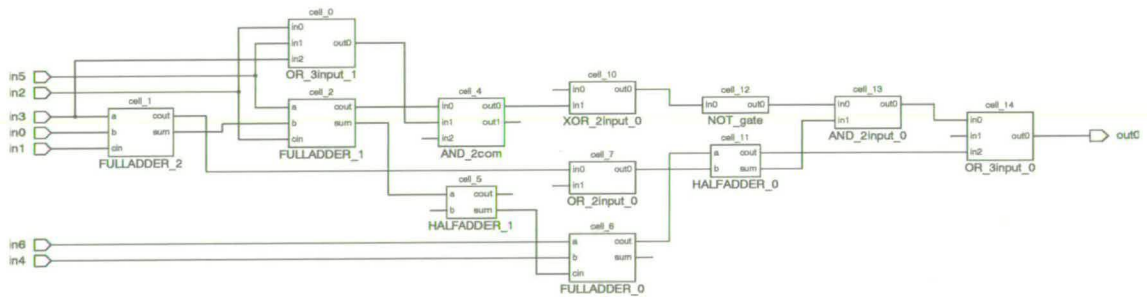 cell_0
in0
in1 out0
in2
OR_3input_1
in5
in2
in3
in0
in1
cell_1
a cout
b sum
cin
FULLADDER_2
cell_2
a cout
b sum
cin
FULLADDER_1
cell_4
in0 out0
in1 out1
in2
AND_2com
cell_10
in0 out0
in1
XOR_2input_0
cell_12
in0 out0
NOT_gate
cell_13
in0 out0
in1
AND_2input_0
cell_14
in0
in1 out0
in2
OR_3input_0
out0
cell_7
in0 out0
in1
OR_2input_0
cell_11
a cout
b sum
HALFADDER_0
cell_5
a cout
b sum
HALFADDER_1
cell_6
a cout
b sum
cin
FULLADDER_0
in6
in4